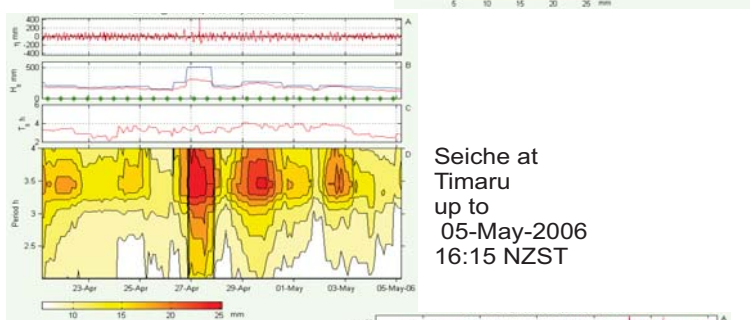 5 10 15 20 25 mm
400
200
0
-200
-400
η mm
A
500
0
H s mm
B
6
4
2
T s h
C
4
3.5
3
2.5
Period h
D
23-Apr 25-Apr 27-Apr 29-Apr 01-May 03-May 05-May-06
10 15 20 25 mm
Seiche at
Timaru
up to
05-May-2006
16:15 NZST
A